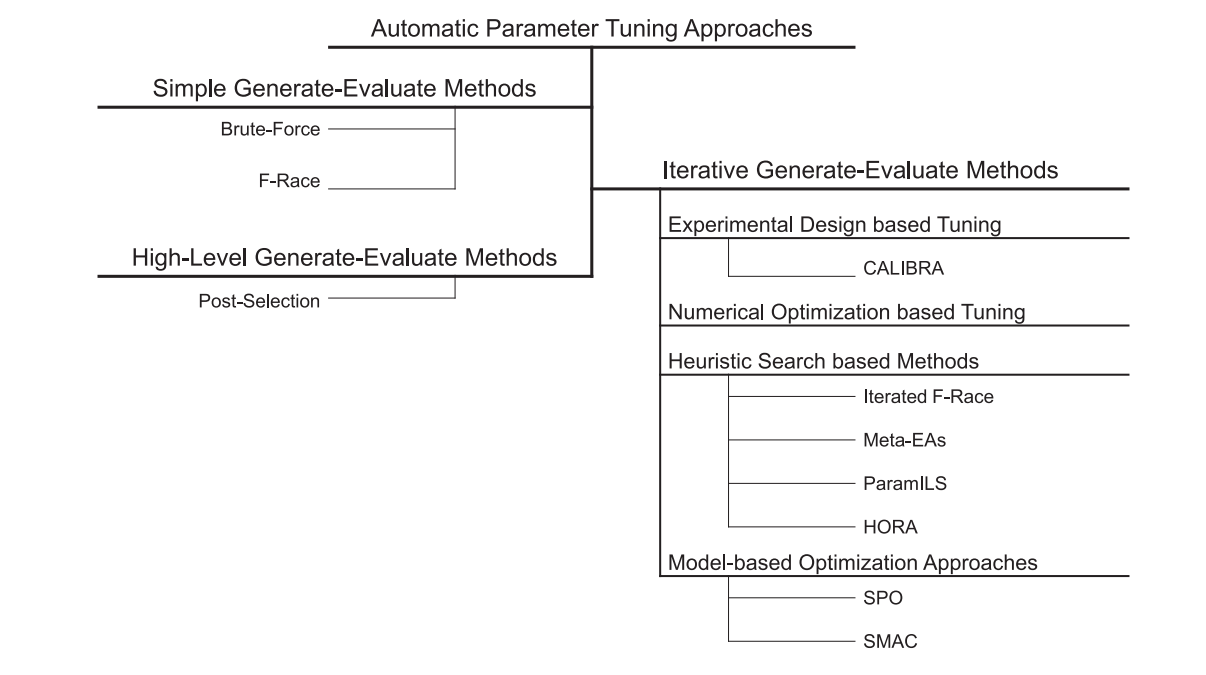 Automatic Parameter Tuning Approaches
Simple Generate-Evaluate Methods
Brute-Force
F-Race
High-Level Generate-Evaluate Methods
Post-Selection
Iterative Generate-Evaluate Methods
Experimental Design based Tuning
CALIBRA
Numerical Optimization based Tuning
Heuristic Search based Methods
Iterated F-Race
Meta-EAs
ParamILS
HORA
Model-based Optimization Approaches
SPO
SMAC